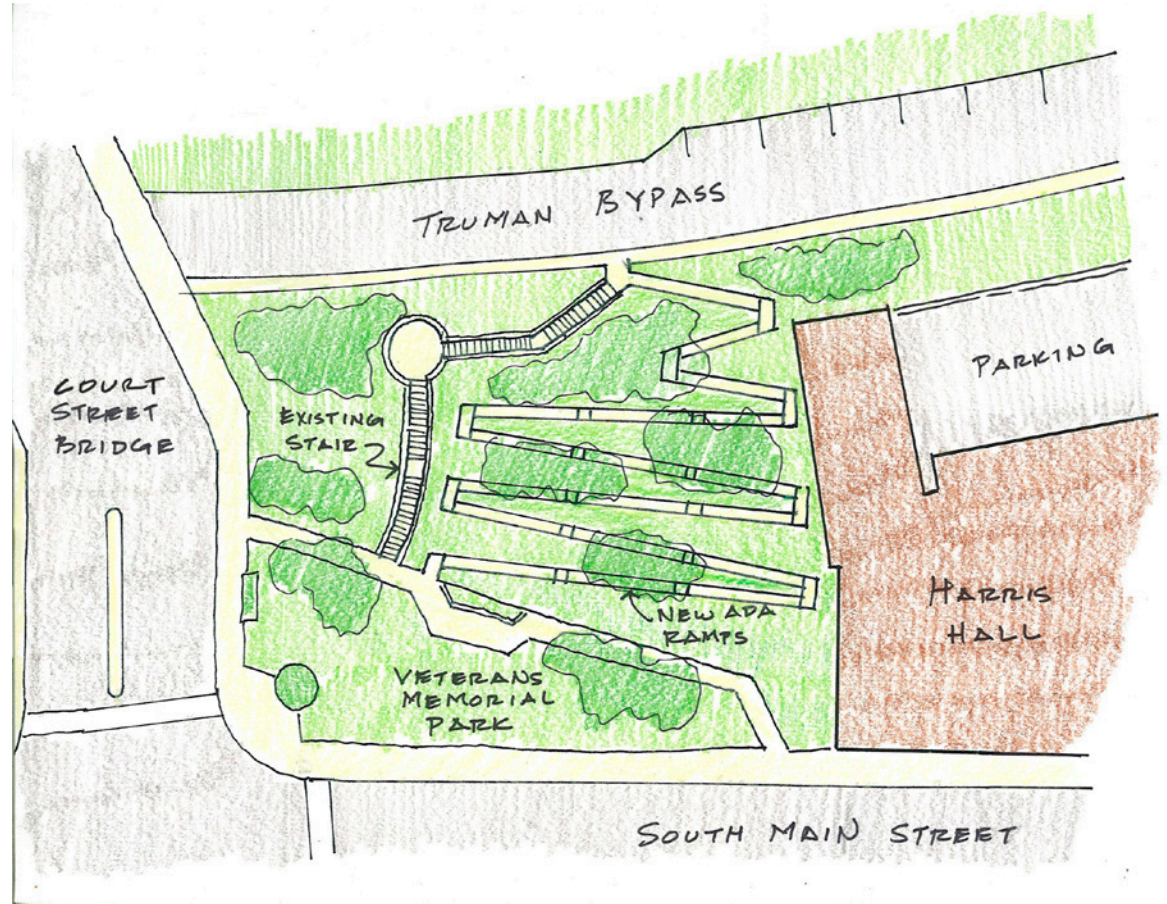 TRUMAN BYPASS
PARKING
COURT
STREET
BRIDGE
EXISTING
STAIR
NEW ADA
RAMPS
HARRIS
HALL
VETERANS
MEMORIAL
PARK
SOUTH MAIN STREET